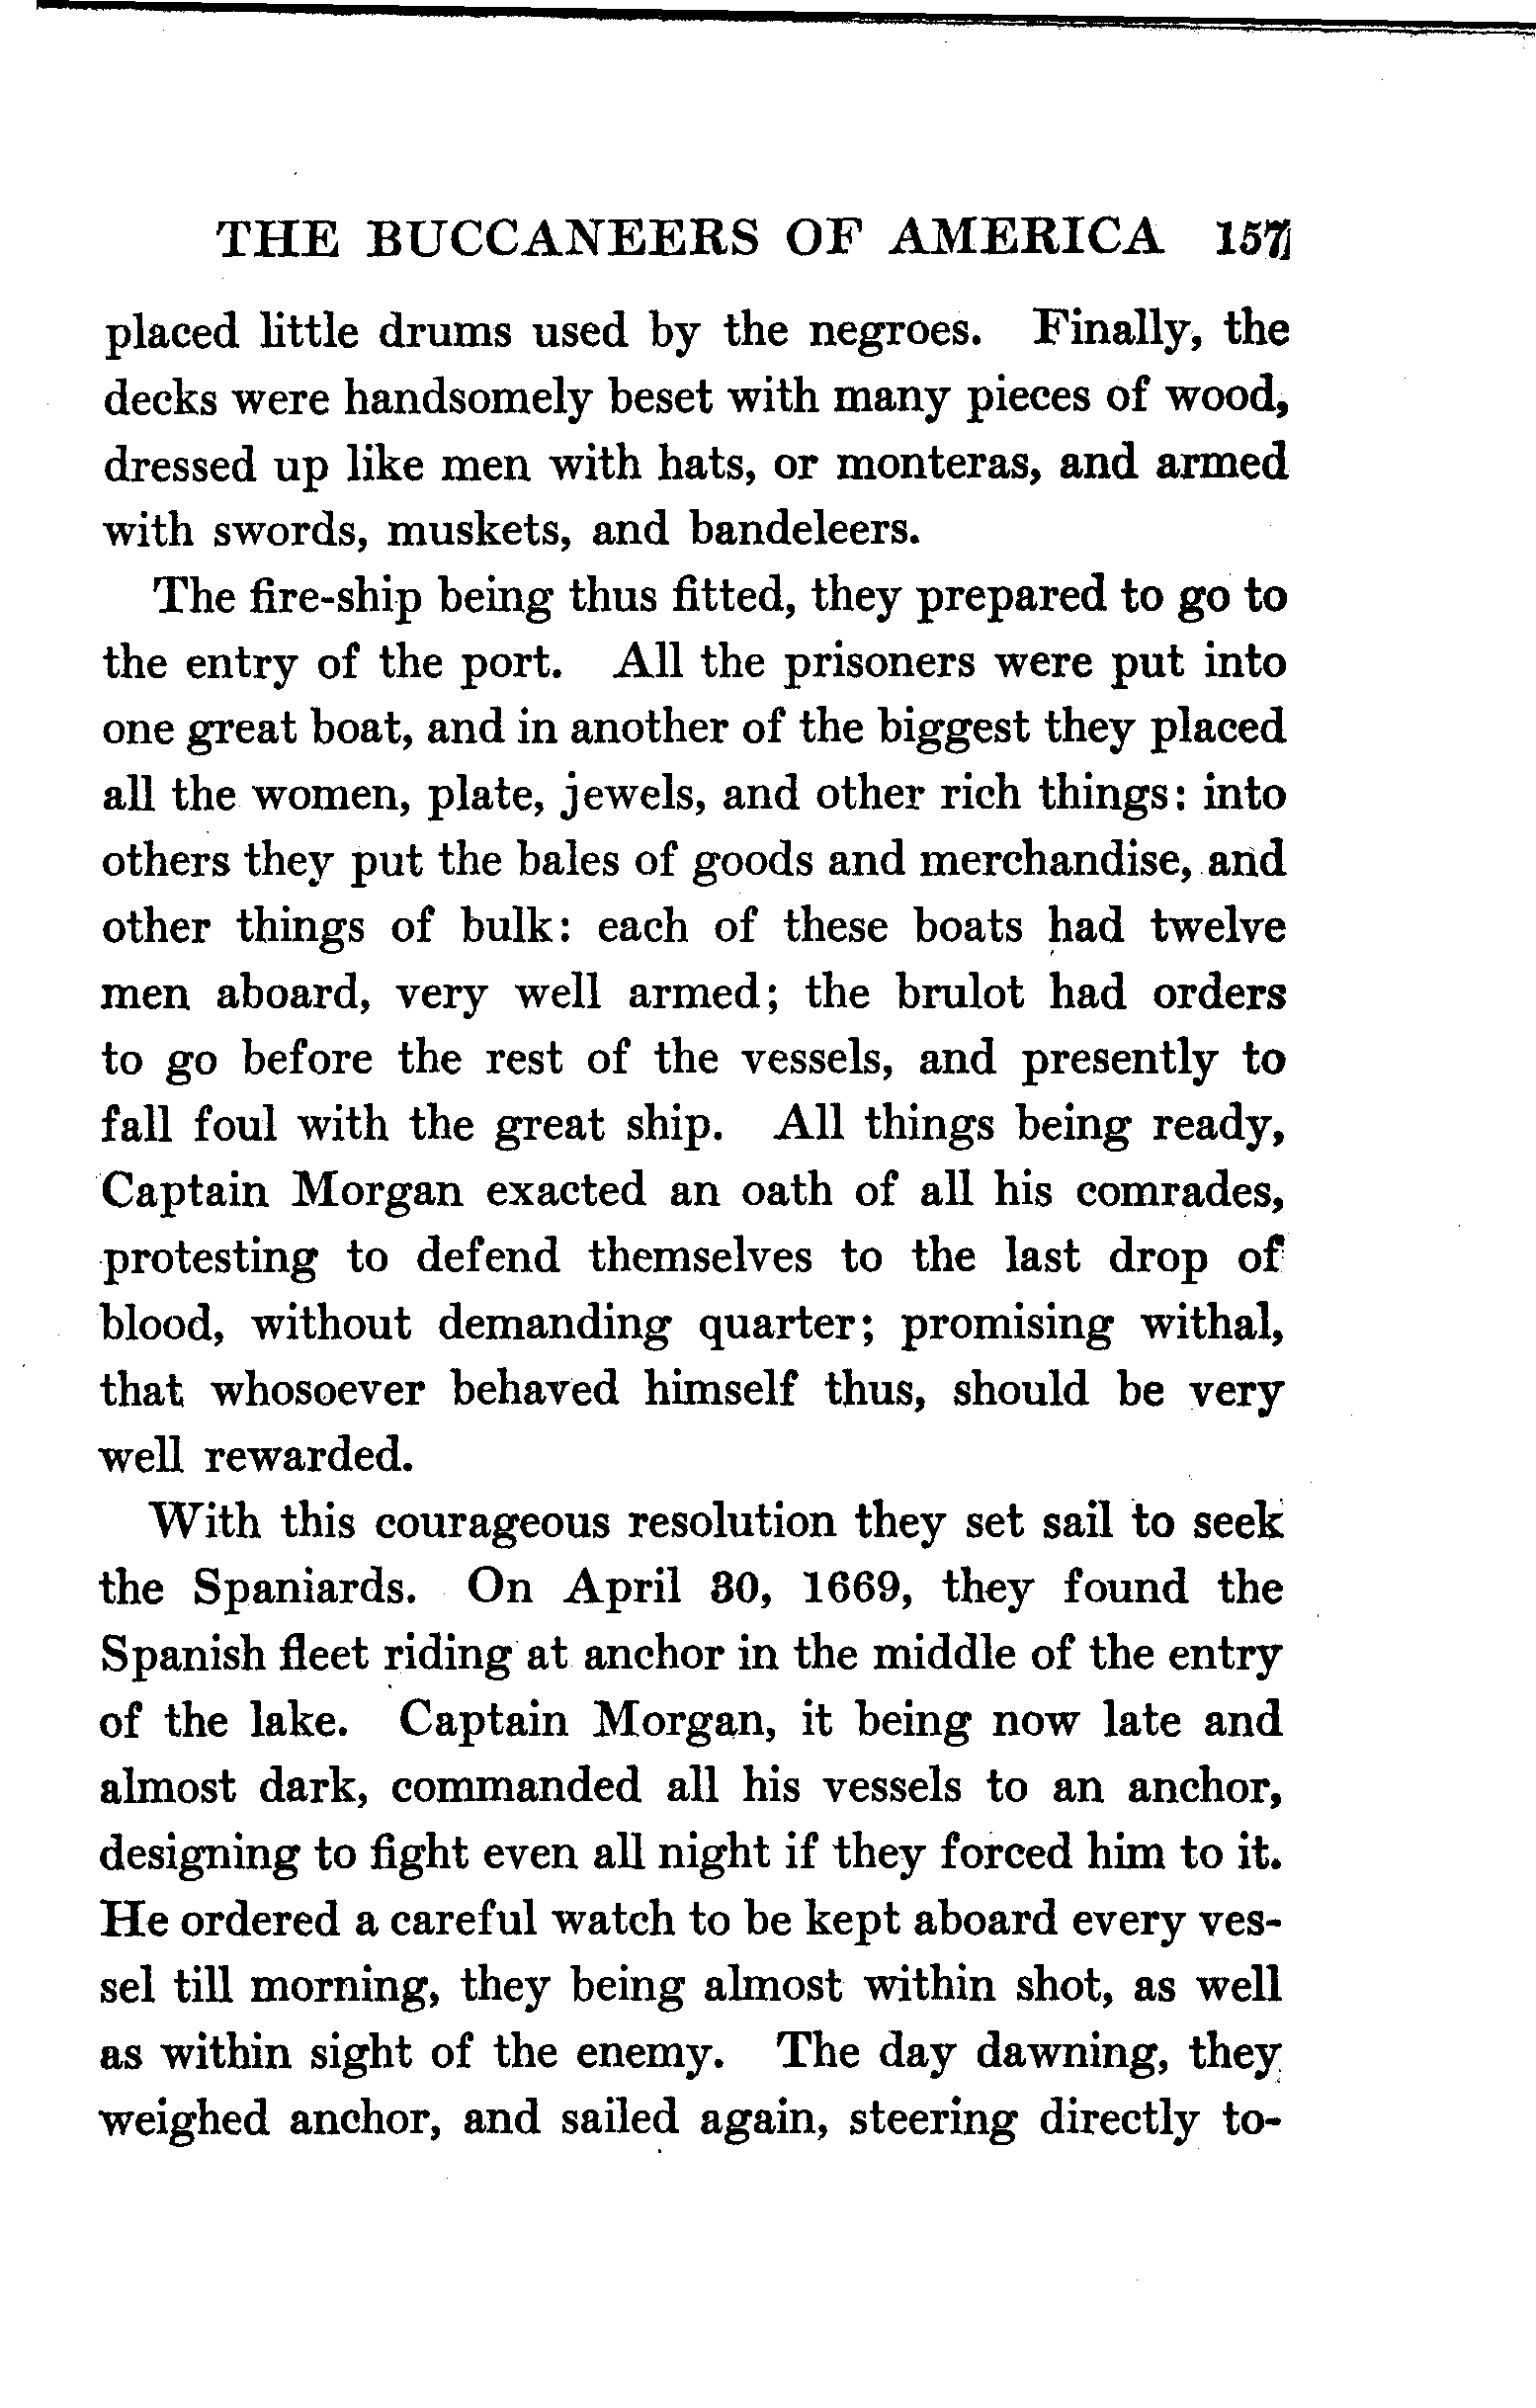 THE BUCCANEERS OF AMERICA 157
placed little drums used by the negroes. Finally, the
decks were handsomely beset with many pieces of wood,
dressed up like men with hats, or monteras, and armed
with swords, muskets, and bandeleers.
The fire-ship being thus fitted, they prepared to go to
the entry of the port. All the prisoners were put into
one great boat, and in another of the biggest they placed
all the women, plate, jewels, and other rich things: into
others they put the bales of goods and merchandise, and
other things of bulk: each of these boats had twelve
men aboard, very well armed; the brulot had orders
to go before the rest of the vessels, and presently to
fall foul with the great ship. All things being ready,
Captain Morgan exacted an oath of all his comrades,
protesting to defend themselves to the last drop of
blood, without demanding quarter; promising withal,
that whosoever behaved himself thus, should be very
well rewarded.
With this courageous resolution they set sail to seek
the Spaniards. On April 30, 1669, they found the
Spanish fleet riding at anchor in the middle of the entry
of the lake. Captain Morgan, it being now late and
almost dark, commanded all his vessels to an anchor,
designing to fight even all night if they forced him to it.
He ordered a careful watch to be kept aboard every ves-
sel till morning, they being almost within shot, as well
as within sight of the enemy. The day dawning, they
weighed anchor, and sailed again, steering directly to-